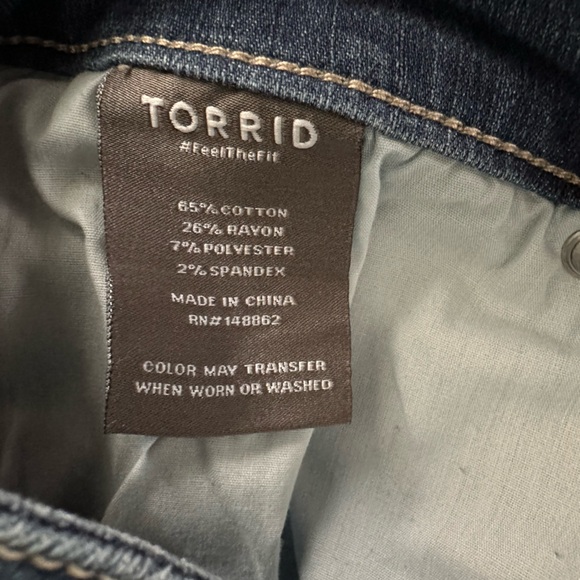 TORRID
#FeelTheFit
65% COTTON
26% RAYON
7% POLYESTER
2% SPANDEX
MADE IN CHINA
RN# 148862
COLOR MAY TRANSFER
WHEN WORN OR WASHED